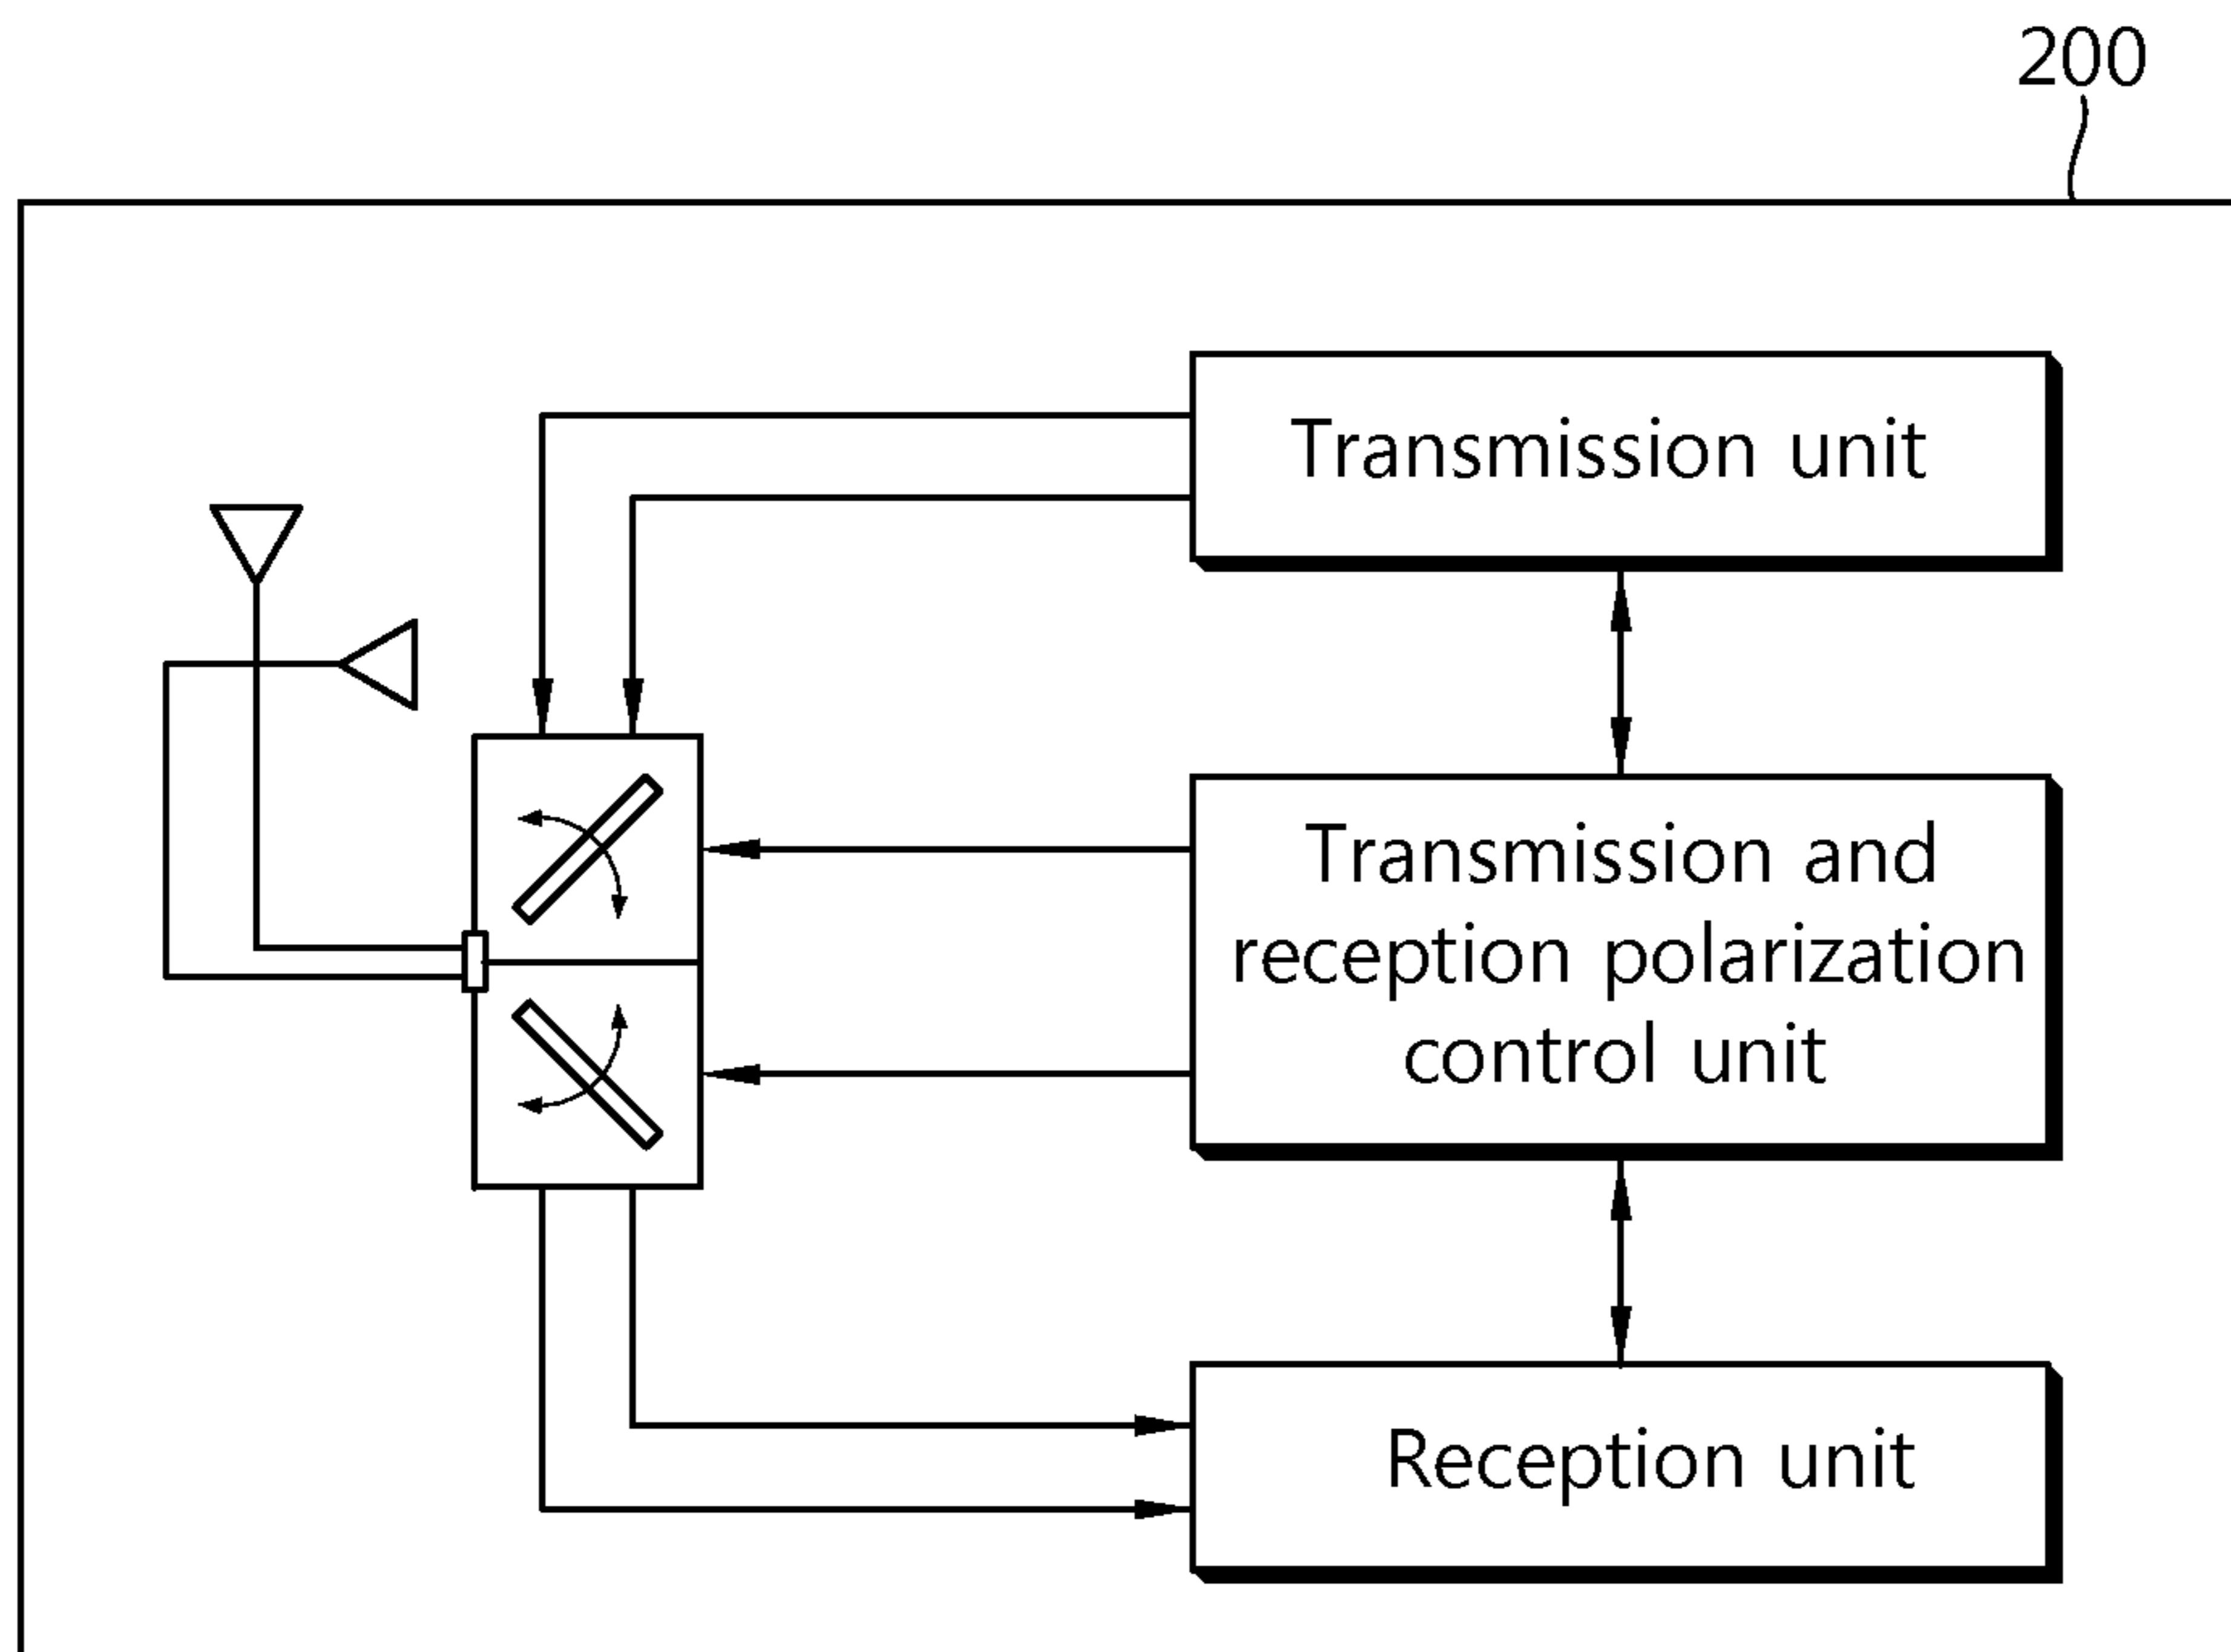 200
Transmission unit
Transmission and
reception polarization
control unit
Reception unit